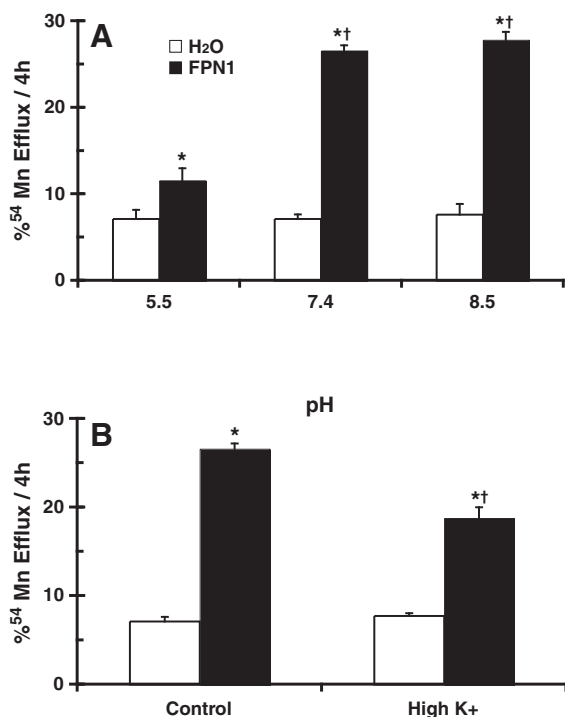 A
H2O
FPN1
30
20
10
0
%54 Mn Efflux / 4h
*
*†
*†
5.5 7.4 8.5
pH
B
30
20
10
0
%54 Mn Efflux / 4h
*
*†
Control High K+